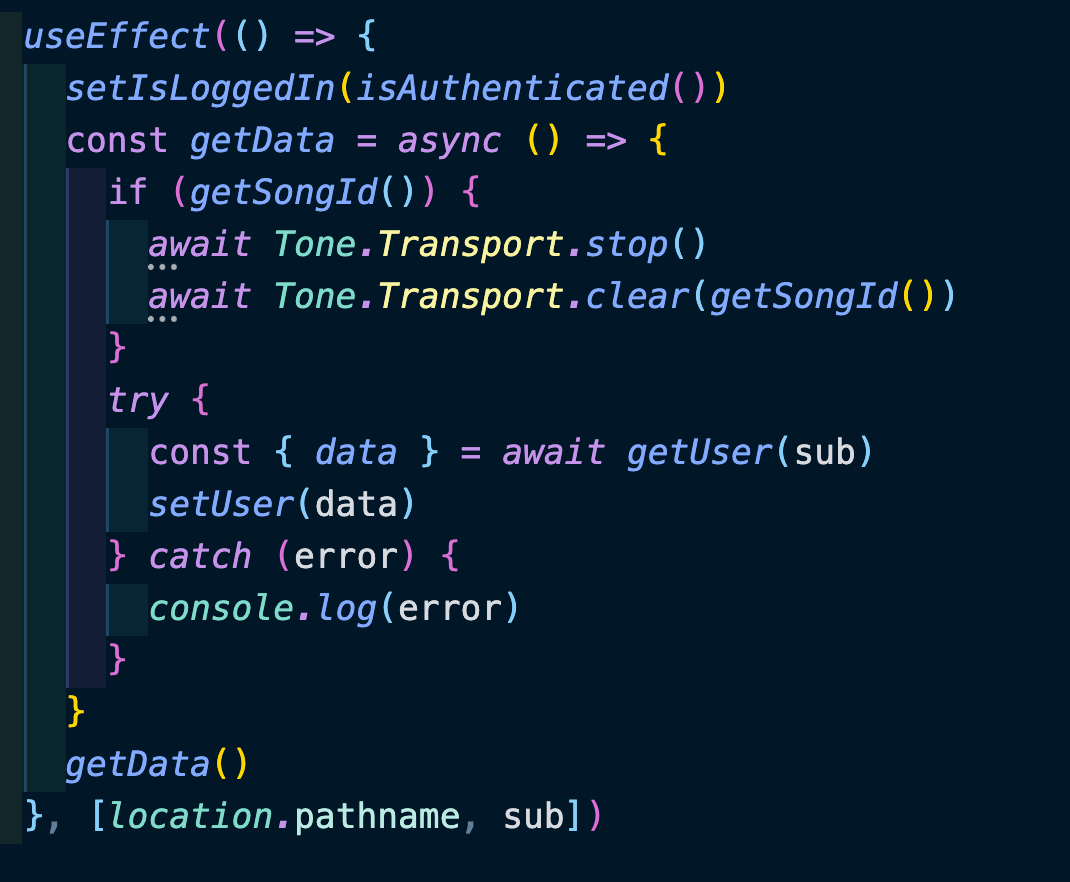 useEffect(() => {
setIsLoggedIn(isAuthenticated())
const getData = async () => {
if (getSongId()) {
await Tone.Transport.stop()
await Tone.Transport.clear(getSongId())
}
try {
const { data } = await getUser(sub)
setUser(data)
} catch (error) {
console.log(error)
}
}
getData()
}, [location.pathname, sub])